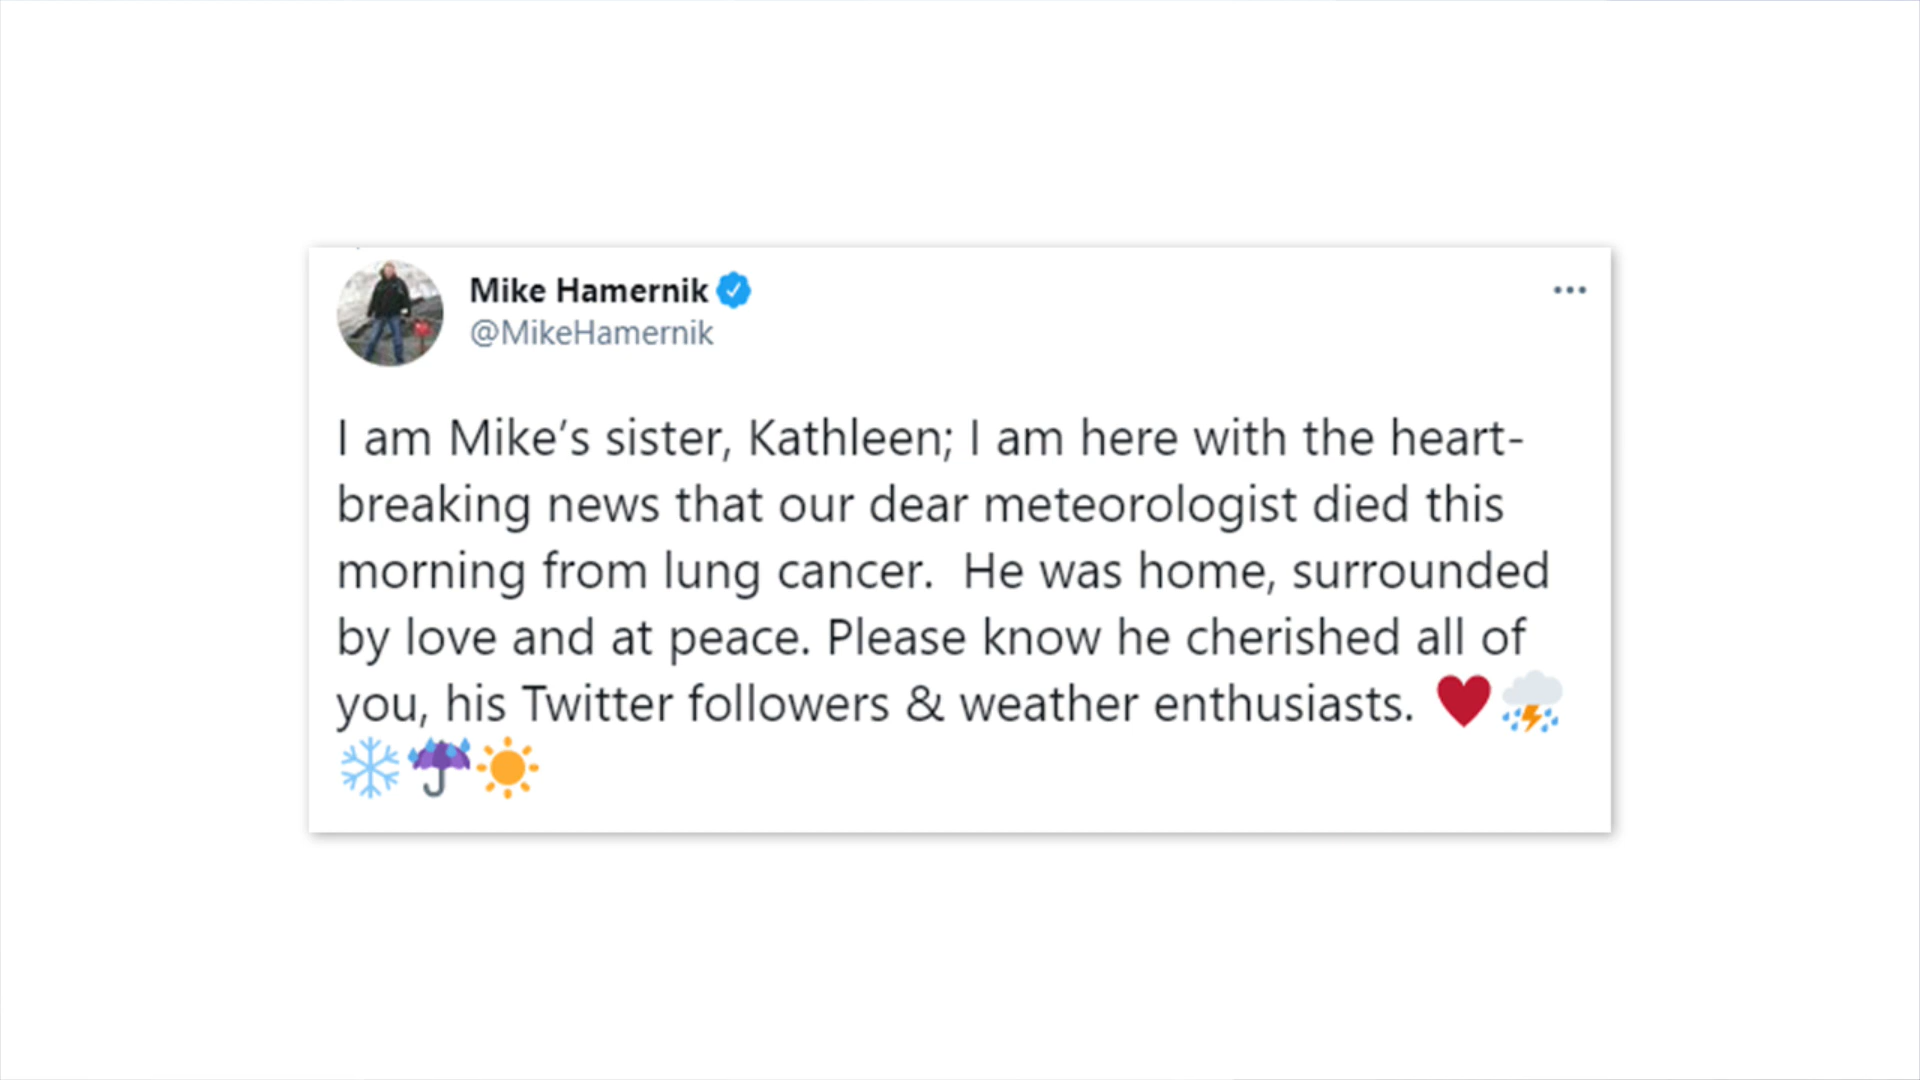 Mike Hamernik
@MikeHamernik
I am Mike’s sister, Kathleen; I am here with the heart-
breaking news that our dear meteorologist died this
morning from lung cancer.  He was home, surrounded
by love and at peace. Please know he cherished all of
you, his Twitter followers & weather enthusiasts. ❤️⛈️
❄️☔☀️